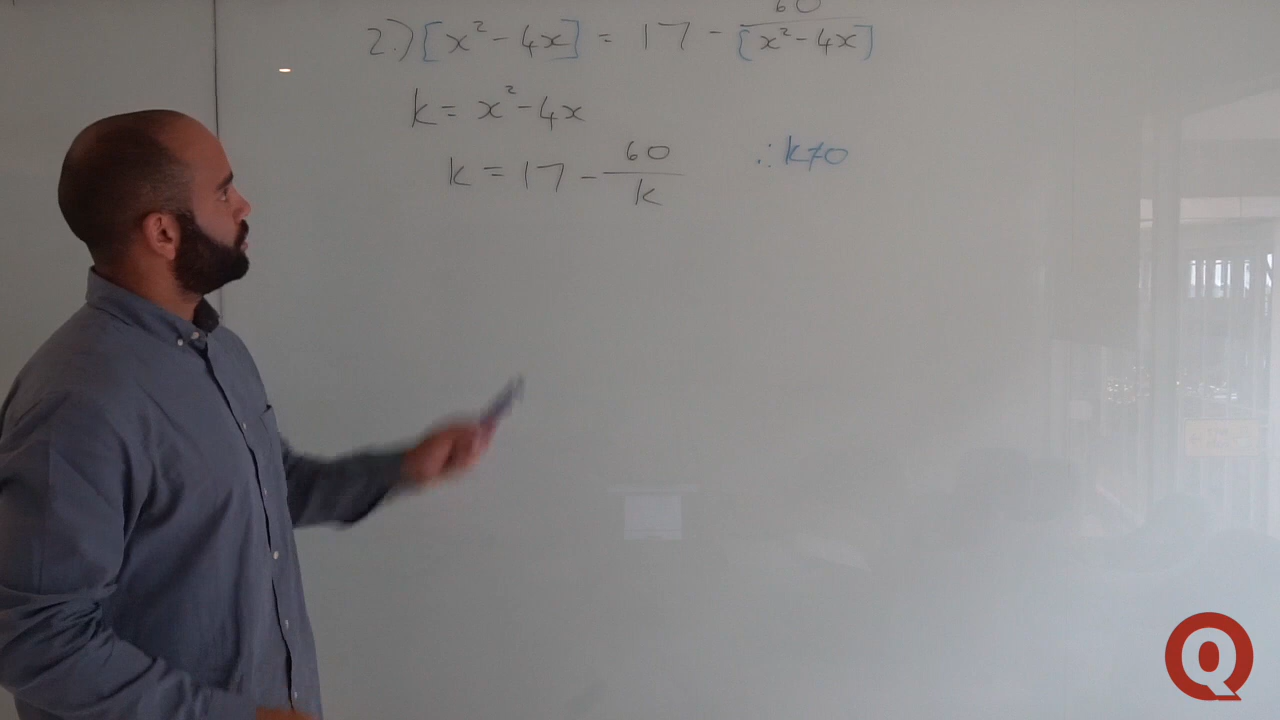 2.) [x² - 4x] = 17 - 60/[x² - 4x]
k = x² - 4x
k = 17 - 60/k ∴ k≠0
Q